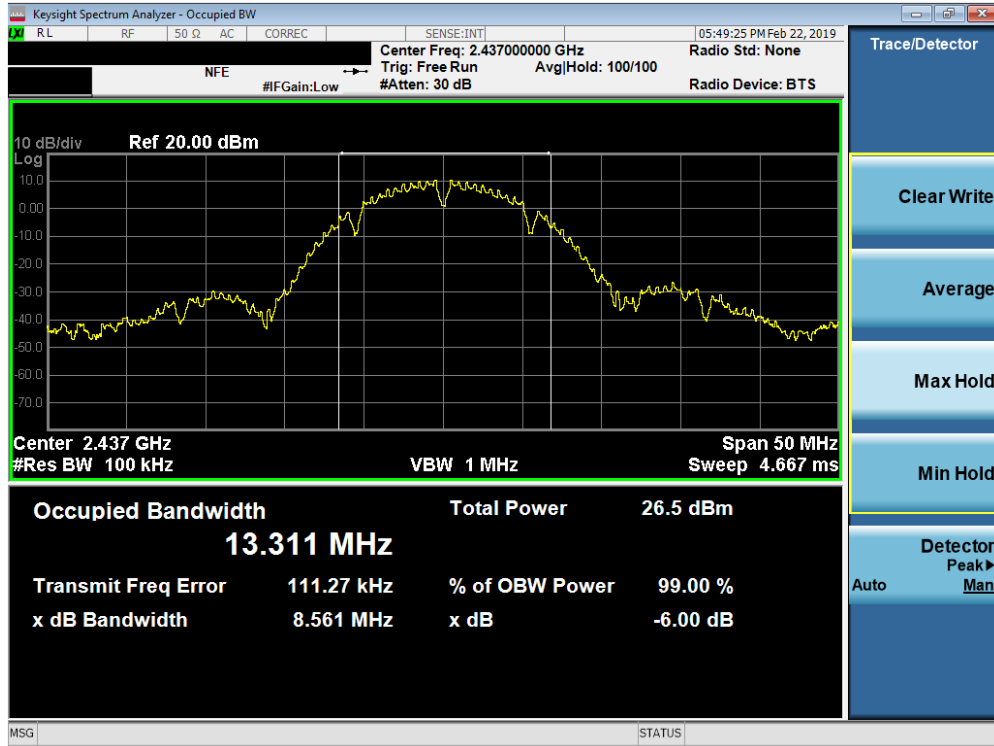 Keysight Spectrum Analyzer - Occupied BW
LXI RL RF 50 Ω AC CORREC SENSE:INT 05:49:25 PM Feb 22, 2019
Center Freq: 2.437000000 GHz Radio Std: None
NFE Trig: Free Run Avg|Hold: 100/100
#IFGain:Low #Atten: 30 dB Radio Device: BTS
Trace/Detector
10 dB/div Ref 20.00 dBm
Log
10.0
0.00
-10.0
-20.0
-30.0
-40.0
-50.0
-60.0
-70.0
Center 2.437 GHz Span 50 MHz
#Res BW 100 kHz VBW 1 MHz Sweep 4.667 ms
Occupied Bandwidth Total Power 26.5 dBm
13.311 MHz
Transmit Freq Error 111.27 kHz % of OBW Power 99.00 %
x dB Bandwidth 8.561 MHz x dB -6.00 dB
Clear Write
Average
Max Hold
Min Hold
Detector
Peak▶
Auto Man
MSG STATUS